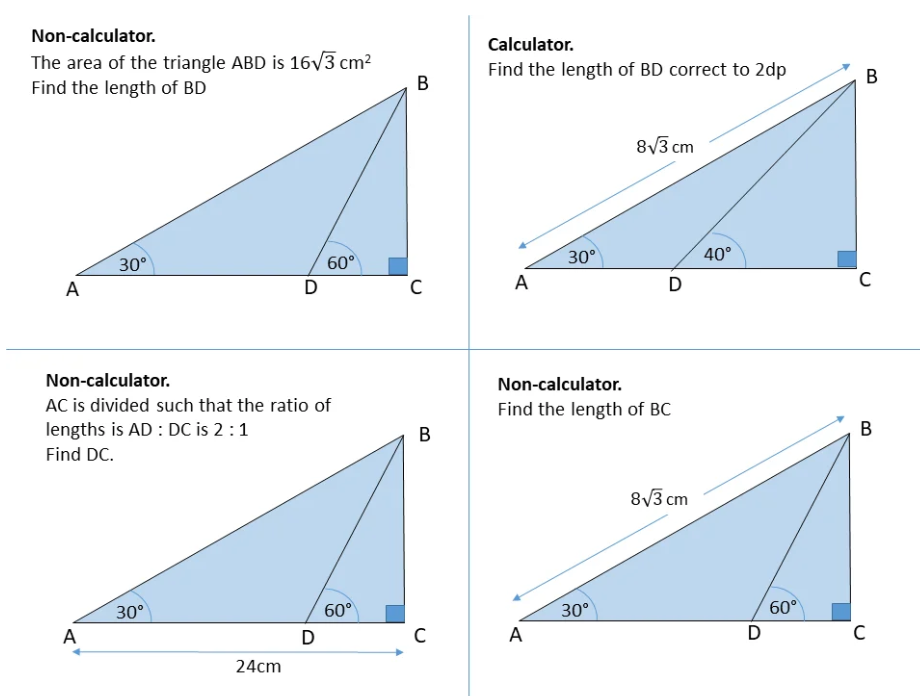 Non-calculator.
The area of the triangle ABD is 16√3 cm²
Find the length of BD
B
30°
60°
A
D
C
Calculator.
Find the length of BD correct to 2dp
B
8√3 cm
30°
40°
A
D
C
Non-calculator.
AC is divided such that the ratio of
lengths is AD : DC is 2 : 1
Find DC.
B
30°
60°
A
D
C
24cm
Non-calculator.
Find the length of BC
B
8√3 cm
30°
60°
A
D
C